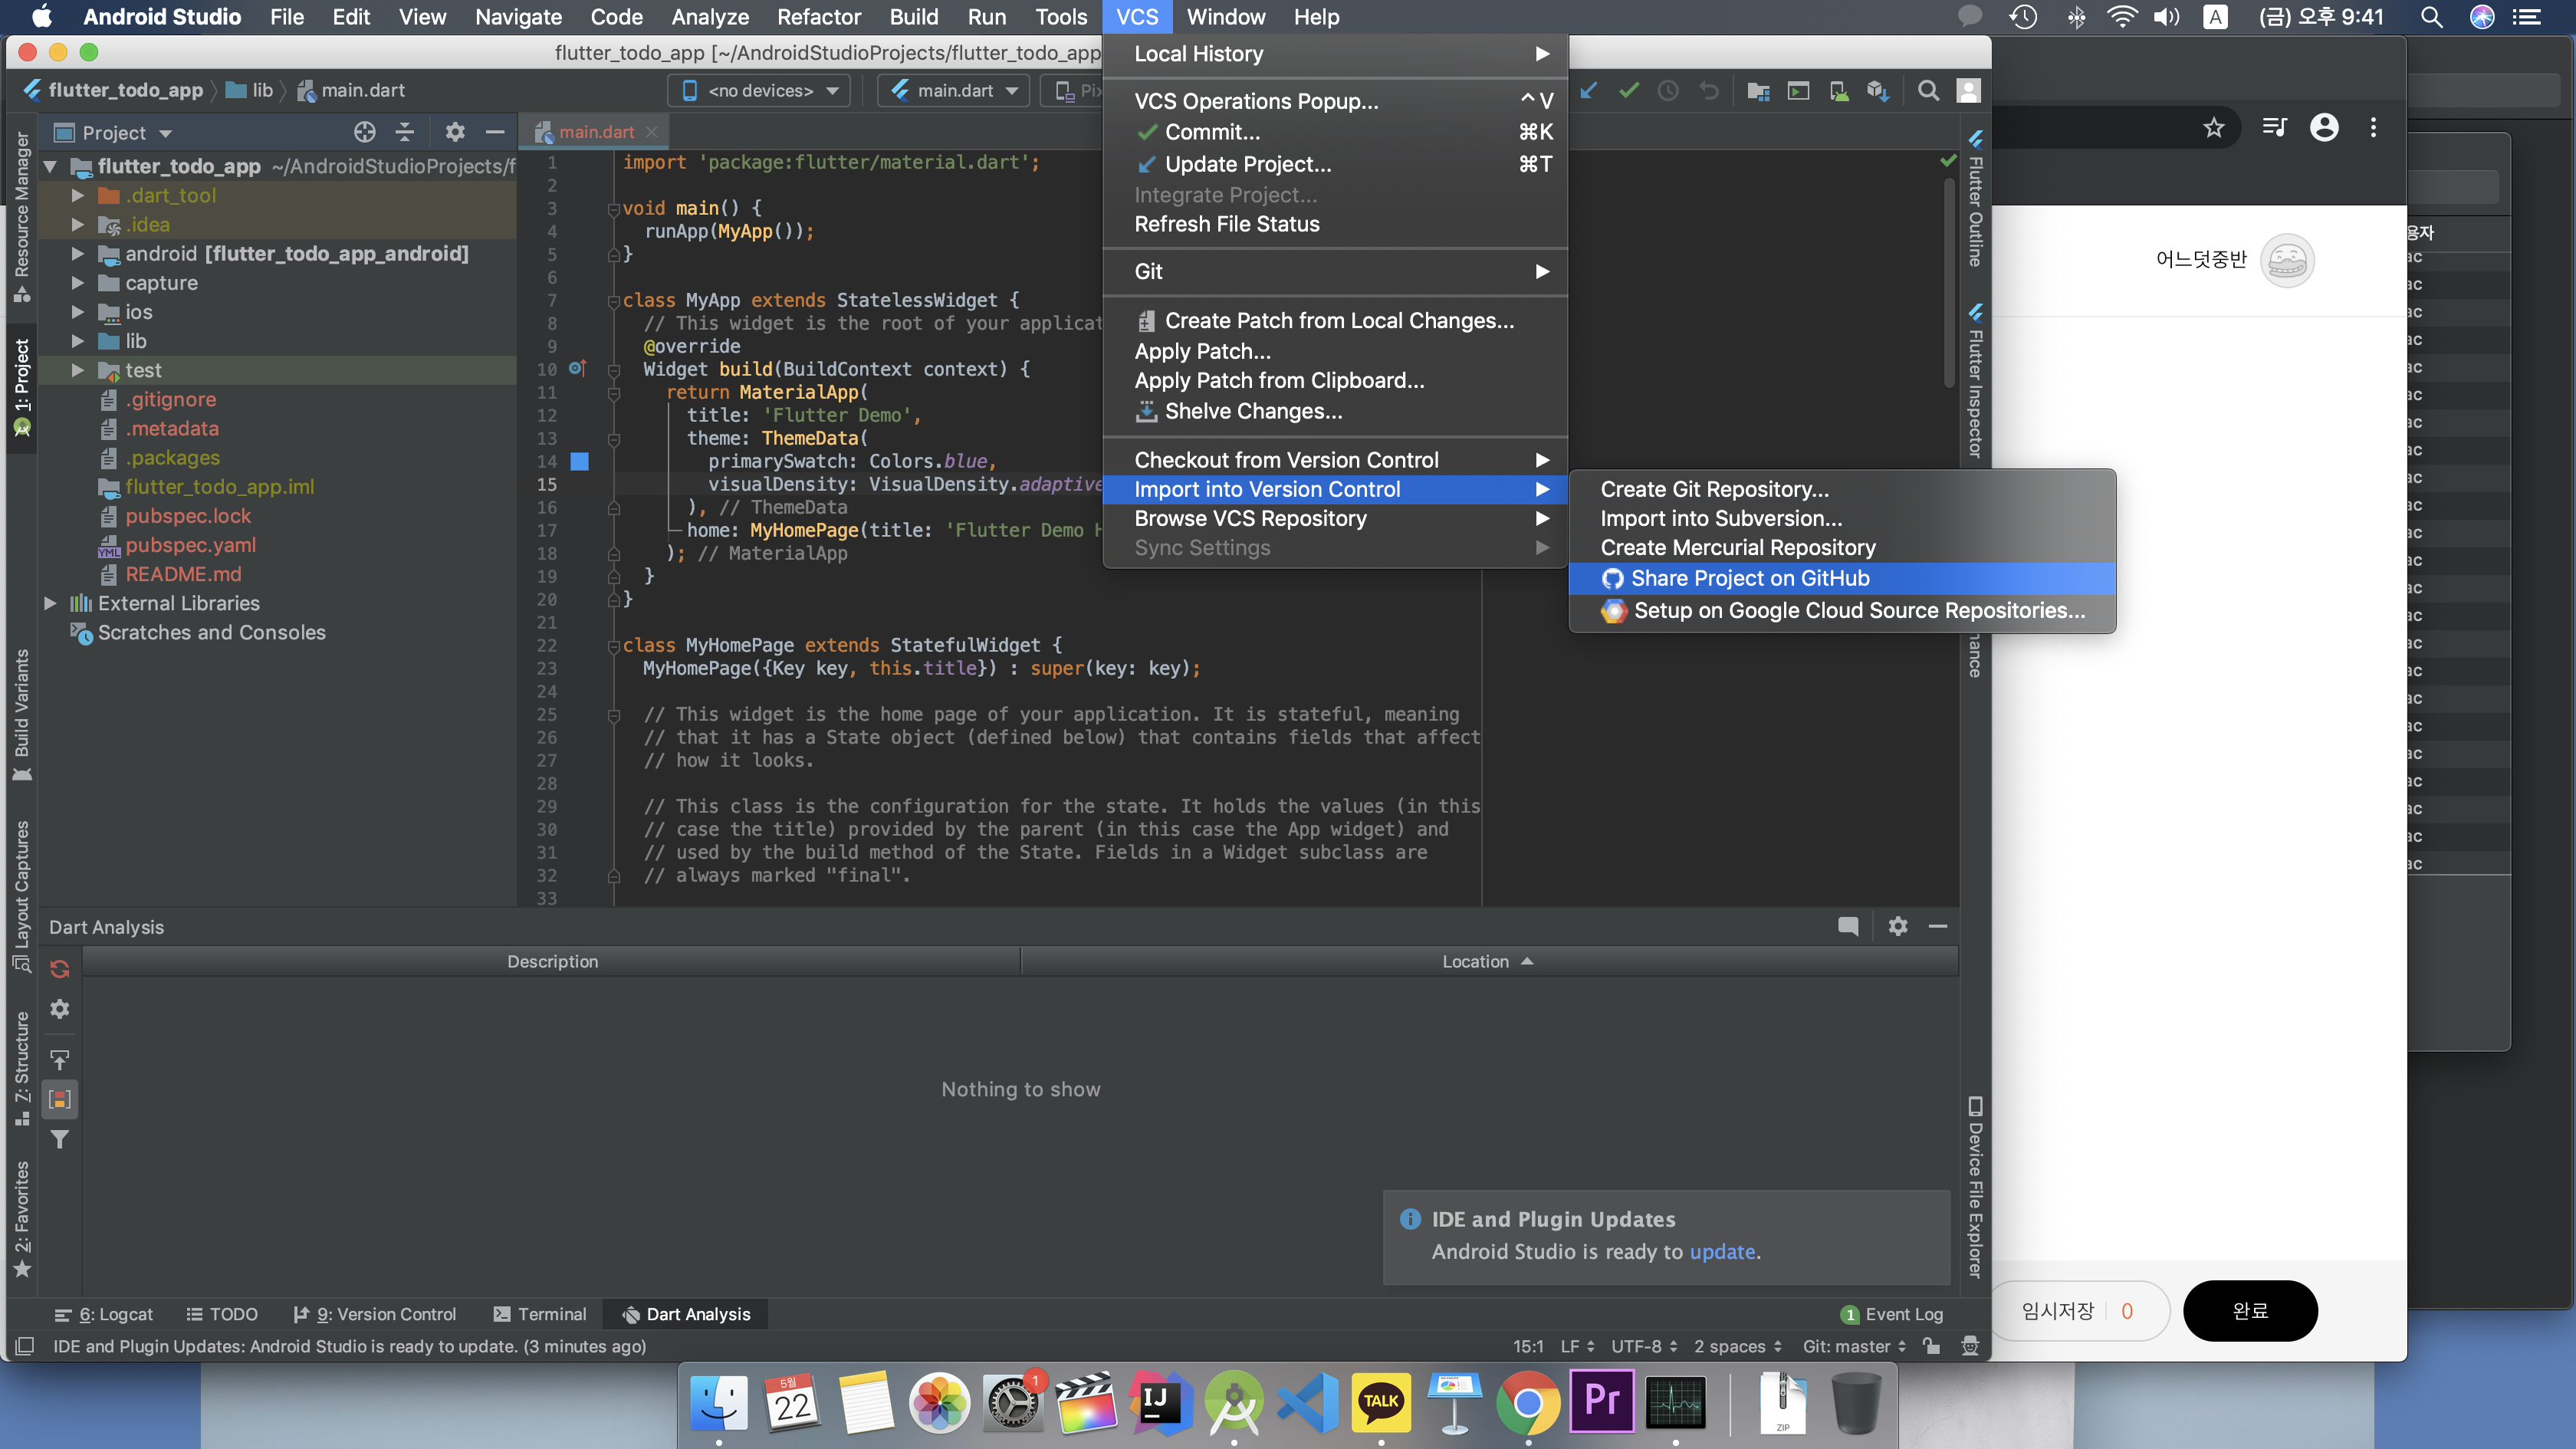 Android Studio File Edit View Navigate Code Analyze Refactor Build Run Tools VCS Window Help
A (금) 오후 9:41
flutter_todo_app [~/AndroidStudioProjects/flutter_todo_app
flutter_todo_app lib main.dart
<no devices> main.dart
Project
main.dart
Resource Manager
1: Project
Build Variants
Layout Captures
Z: Structure
2: Favorites
flutter_todo_app ~/AndroidStudioProjects/f
.dart_tool
.idea
android [flutter_todo_app_android]
capture
ios
lib
test
.gitignore
.metadata
.packages
flutter_todo_app.iml
pubspec.lock
pubspec.yaml
README.md
External Libraries
Scratches and Consoles
1 import 'package:flutter/material.dart';
2
3 void main() {
4 runApp(MyApp());
5 }
6
7 class MyApp extends StatelessWidget {
8 // This widget is the root of your applicat
9 @override
10 Widget build(BuildContext context) {
11 return MaterialApp(
12 title: 'Flutter Demo',
13 theme: ThemeData(
14 primarySwatch: Colors.blue,
15 visualDensity: VisualDensity.adaptive
16 ), // ThemeData
17 home: MyHomePage(title: 'Flutter Demo H
18 ); // MaterialApp
19 }
20 }
21
22 class MyHomePage extends StatefulWidget {
23 MyHomePage({Key key, this.title}) : super(key: key);
24
25 // This widget is the home page of your application. It is stateful, meaning
26 // that it has a State object (defined below) that contains fields that affect
27 // how it looks.
28
29 // This class is the configuration for the state. It holds the values (in this
30 // case the title) provided by the parent (in this case the App widget) and
31 // used by the build method of the State. Fields in a Widget subclass are
32 // always marked "final".
33
Local History
VCS Operations Popup... ^V
Commit... ⌘K
Update Project... ⌘T
Integrate Project...
Refresh File Status
Git
Create Patch from Local Changes...
Apply Patch...
Apply Patch from Clipboard...
Shelve Changes...
Checkout from Version Control
Import into Version Control
Browse VCS Repository
Sync Settings
Create Git Repository...
Import into Subversion...
Create Mercurial Repository
Share Project on GitHub
Setup on Google Cloud Source Repositories...
Flutter Outline
Flutter Inspector
Device File Explorer
어느덧중반
Dart Analysis
Description Location
Nothing to show
IDE and Plugin Updates
Android Studio is ready to update.
6: Logcat TODO 9: Version Control Terminal Dart Analysis 1 Event Log
IDE and Plugin Updates: Android Studio is ready to update. (3 minutes ago) 15:1 LF UTF-8 2 spaces Git: master
임시저장 0 완료
5월
22
1
IJ
TALK
Pr
ZIP